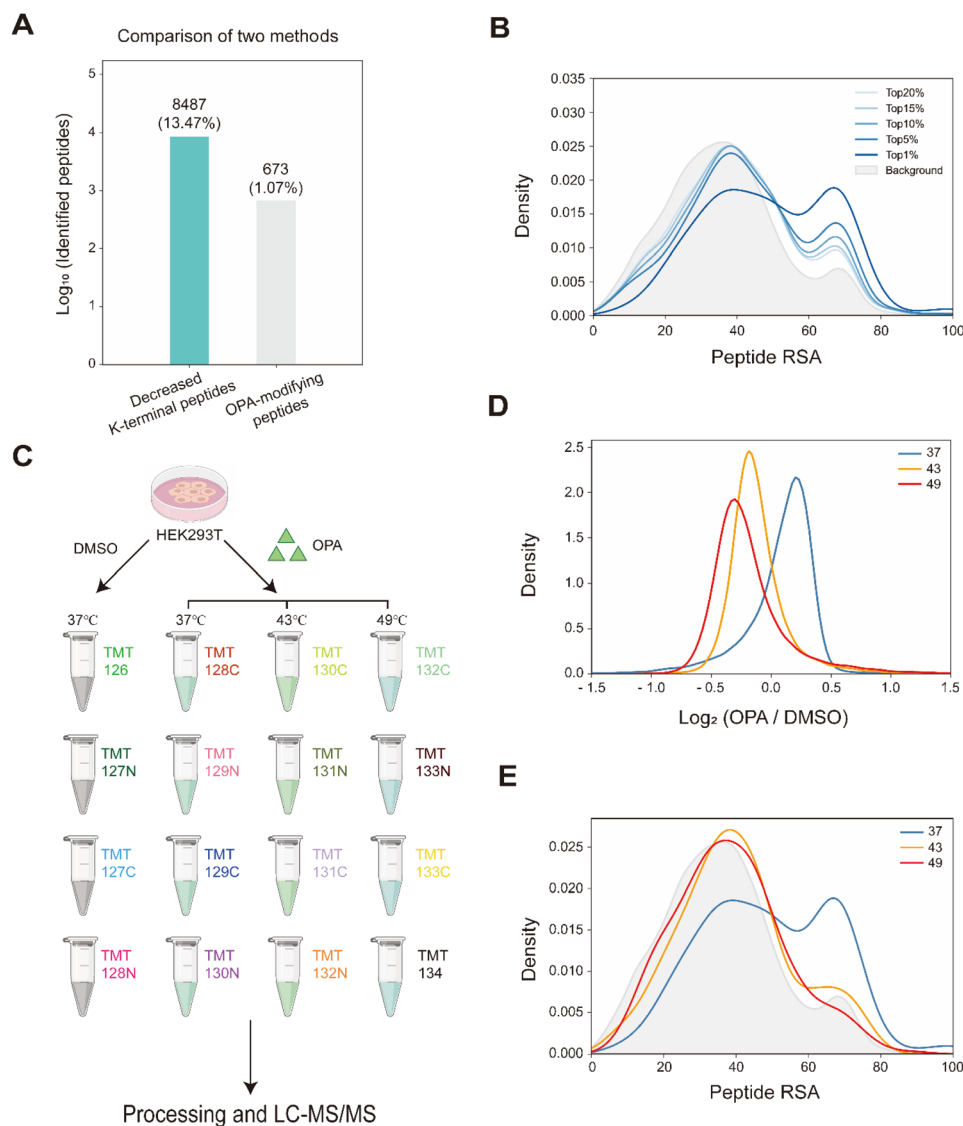 A
Comparison of two methods
Log₁₀ (Identified peptides)
5
4
3
2
1
0
8487
(13.47%)
673
(1.07%)
Decreased
K-terminal peptides
OPA-modifying
peptides
B
Density
0.035
0.030
0.025
0.020
0.015
0.010
0.005
0.000
Top20%
Top15%
Top10%
Top5%
Top1%
Background
0 20 40 60 80 100
Peptide RSA
C
HEK293T
DMSO
OPA
37℃ 37℃ 43℃ 49℃
TMT TMT TMT TMT
126 128C 130C 132C
TMT TMT TMT TMT
127N 129N 131N 133N
TMT TMT TMT TMT
127C 129C 131C 133C
TMT TMT TMT TMT
128N 130N 132N 134
Processing and LC-MS/MS
D
Density
2.5
2.0
1.5
1.0
0.5
0.0
37
43
49
- 1.5 -1.0 -0.5 0.0 0.5 1.0 1.5
Log₂ (OPA / DMSO)
E
Density
0.025
0.020
0.015
0.010
0.005
0.000
37
43
49
0 20 40 60 80 100
Peptide RSA